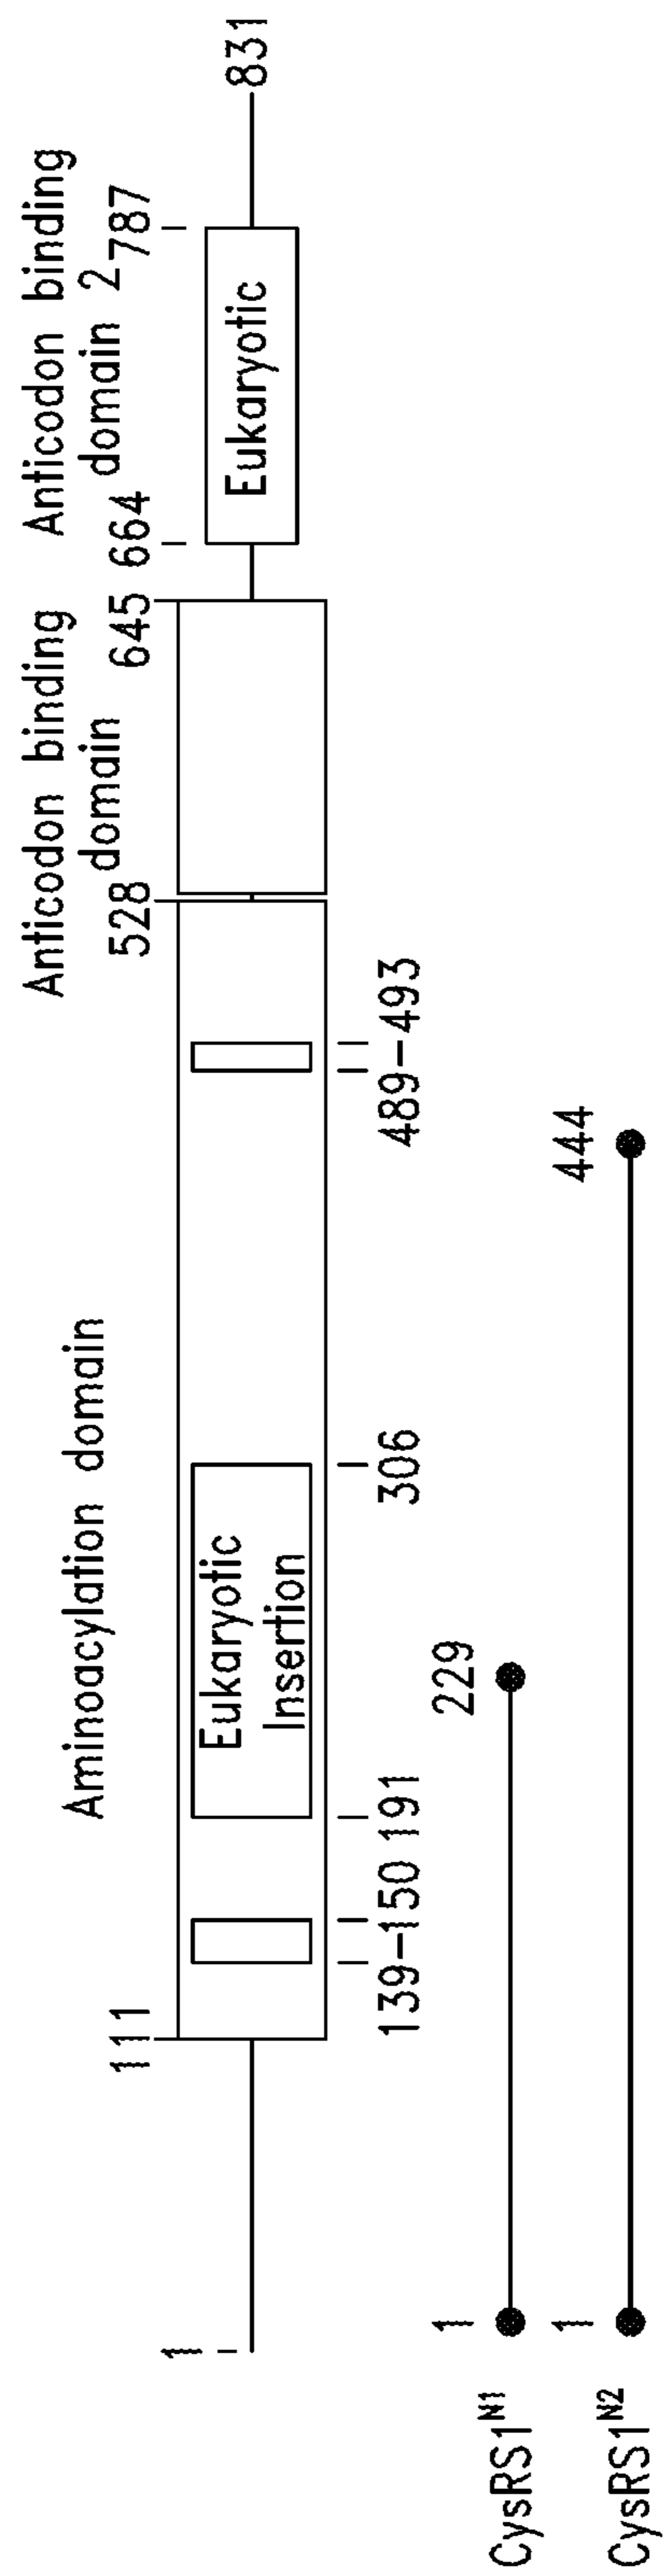 Anticodon binding
domain
Anticodon binding
domain 2
Aminoacylation domain
1
111
528
645
664
787
831
Eukaryotic
Insertion
Eukaryotic
139-150
191
306
489-493
CysRS1ᴺ¹
1
229
CysRS1ᴺ²
1
444